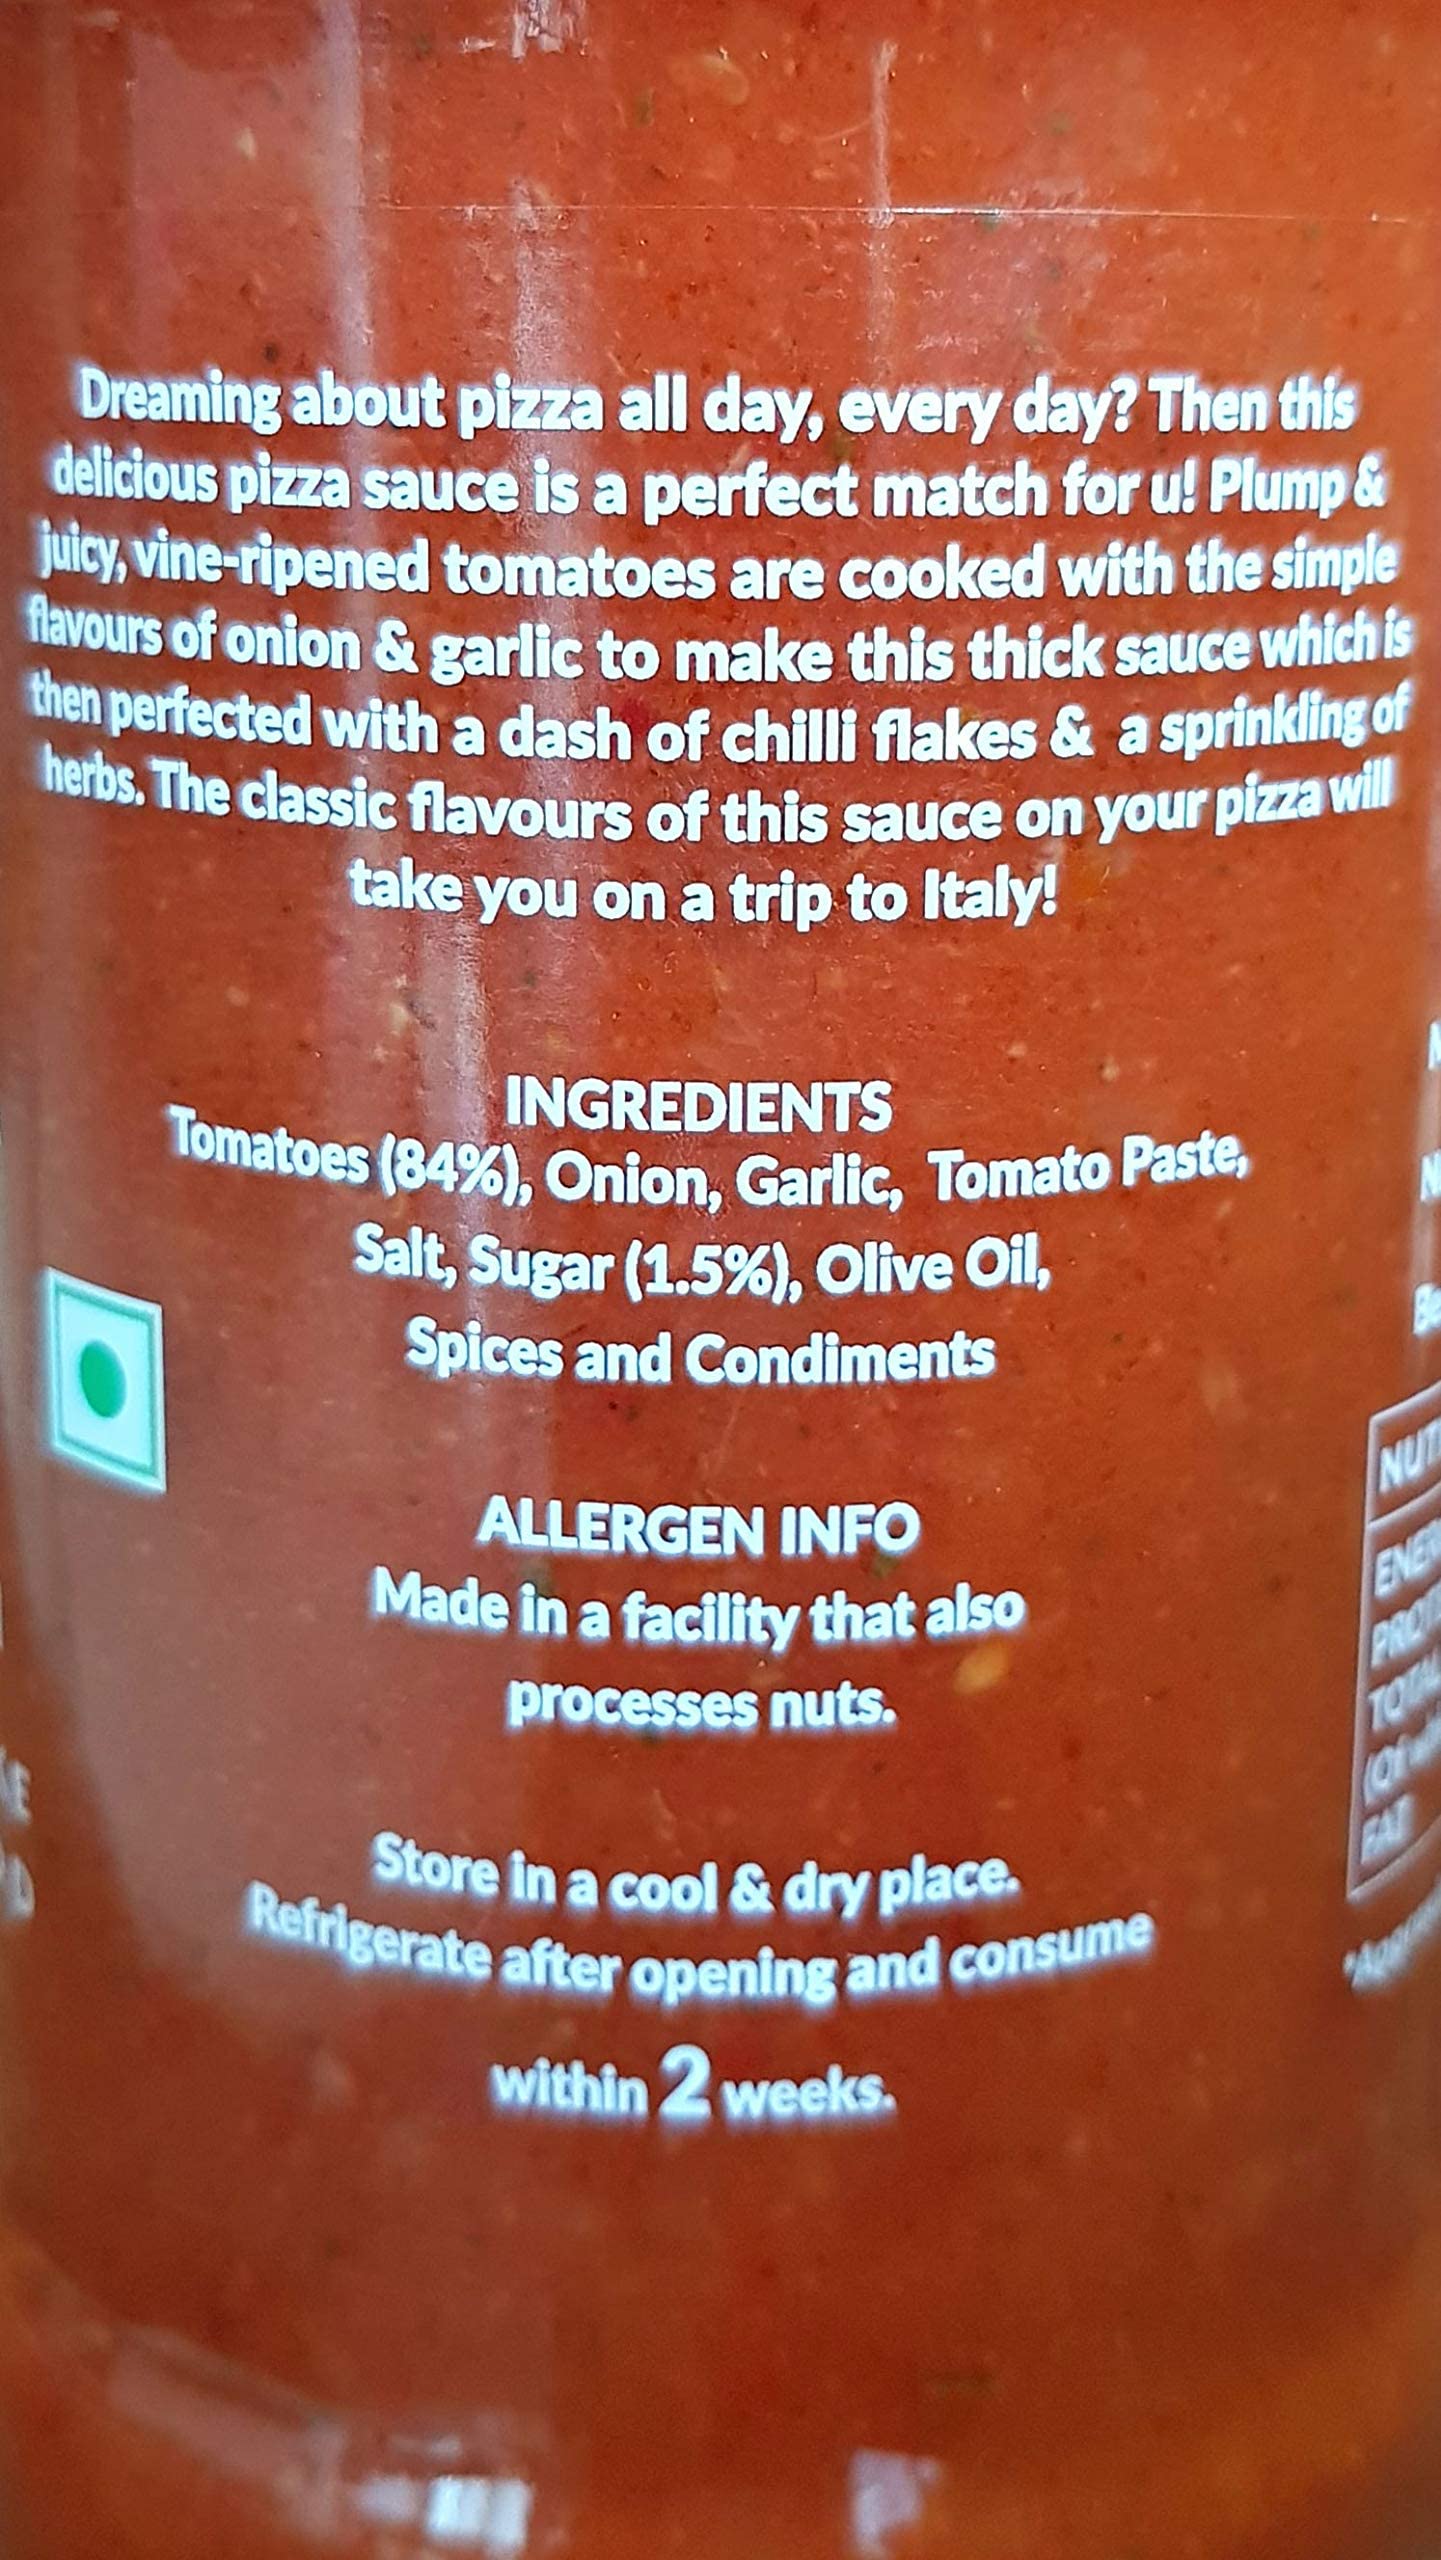 Dreaming about pizza all day, every day? Then this
delicious pizza sauce is a perfect match for u! Plump &
juicy, vine-ripened tomatoes are cooked with the simple
flavours of onion & garlic to make this thick sauce which is
then perfected with a dash of chilli flakes & a sprinkling of
herbs. The classic flavours of this sauce on your pizza will
take you on a trip to Italy!
INGREDIENTS
Tomatoes (84%), Onion, Garlic, Tomato Paste,
Salt, Sugar (1.5%), Olive Oil,
Spices and Condiments
ALLERGEN INFO
Made in a facility that also
processes nuts.
Store in a cool & dry place.
Refrigerate after opening and consume
within 2 weeks.